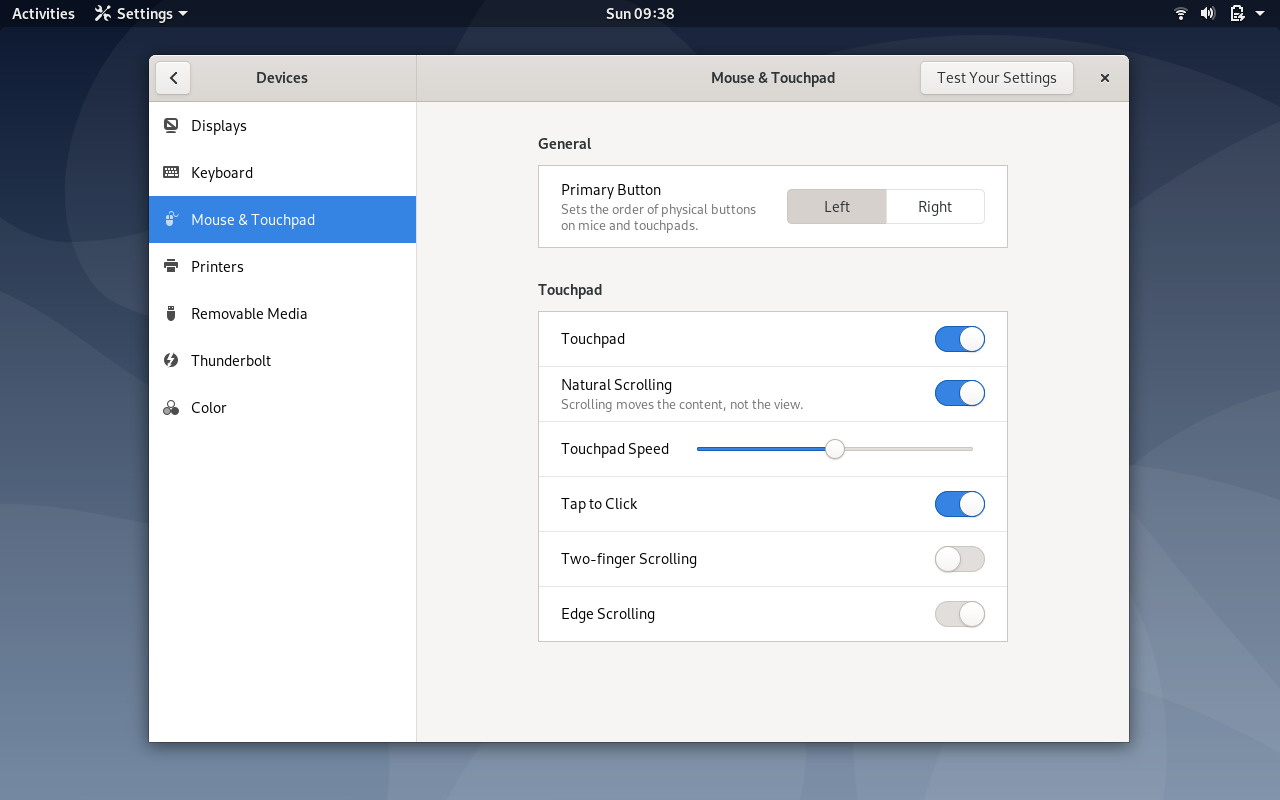 Activities
Settings
Sun 09:38
Devices
Mouse & Touchpad
Test Your Settings
Displays
Keyboard
Mouse & Touchpad
Printers
Removable Media
Thunderbolt
Color
General
Primary Button
Sets the order of physical buttons
on mice and touchpads.
Left
Right
Touchpad
Touchpad
Natural Scrolling
Scrolling moves the content, not the view.
Touchpad Speed
Tap to Click
Two-finger Scrolling
Edge Scrolling